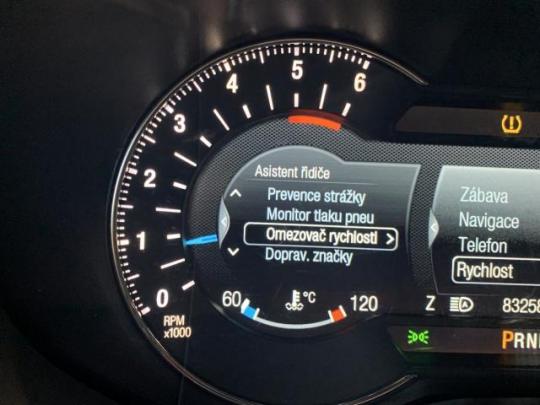 6
5
4
3
2
1
0
RPM
x1000
Asistent řidiče
Prevence strážky
Monitor tlaku pneu
Omezovač rychlosti >
Doprav. značky
60 °C 120
Zábava
Navigace
Telefon
Rychlost
Z 83258
PRN